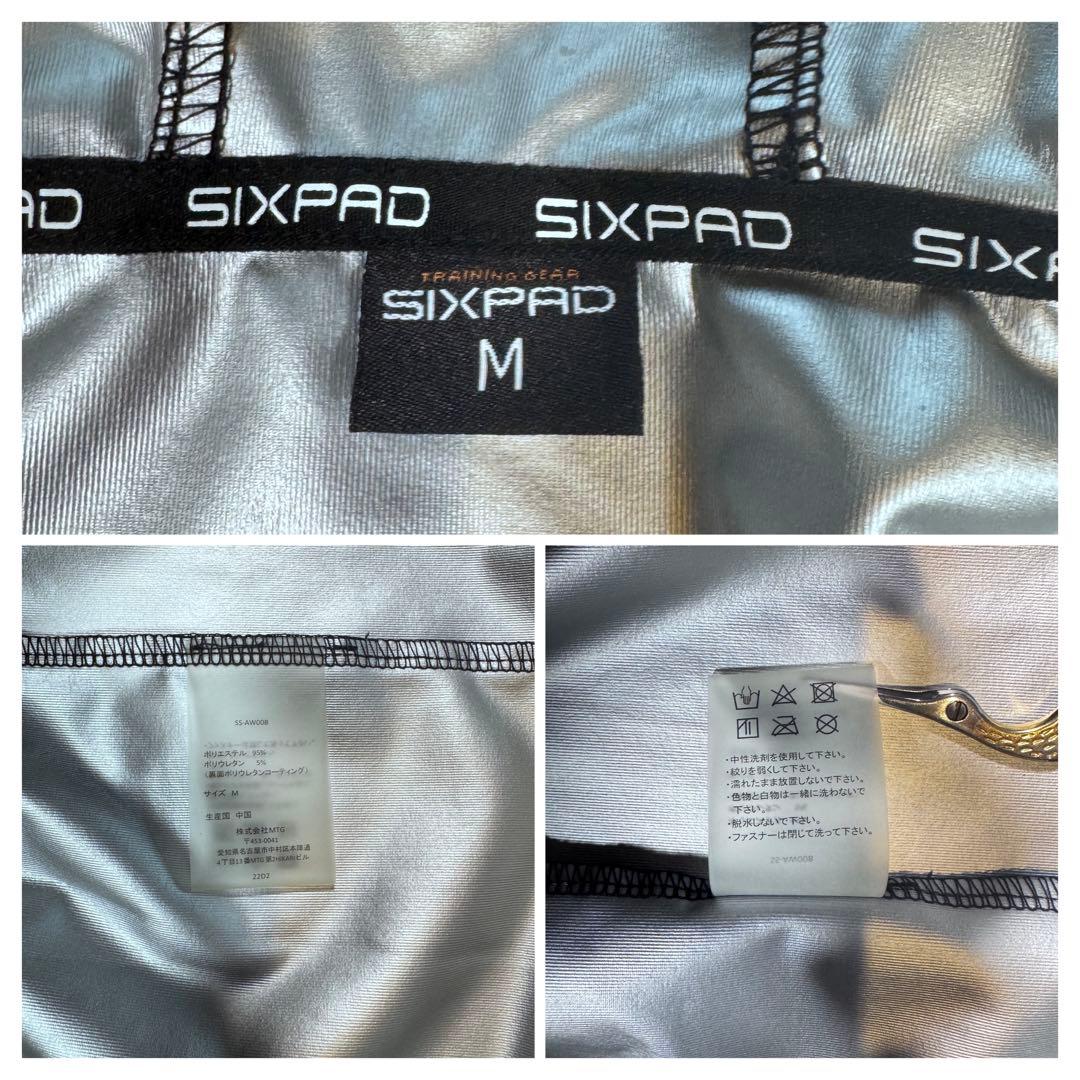 AD SIXPAD SIXPAD SIXP
TRAINING GEAR
SIXPAD
M
SS-AW008
ポリエステル 95%
ポリウレタン 5%
(裏面ポリウレタンコーティング)
サイズ M
生産国 中国
株式会社MTG
〒453-0041
愛知県名古屋市中村区本陣通
4丁目13番MTG 第2HIKARIビル
22D2
・中性洗剤を使用して下さい。
・絞りを弱くして下さい。
・濡れたまま放置しないで下さい。
・色物と白物は一緒に洗わないで
下さい。
・脱水しないで下さい。
・ファスナーは閉じて洗って下さい。
SS-AW008